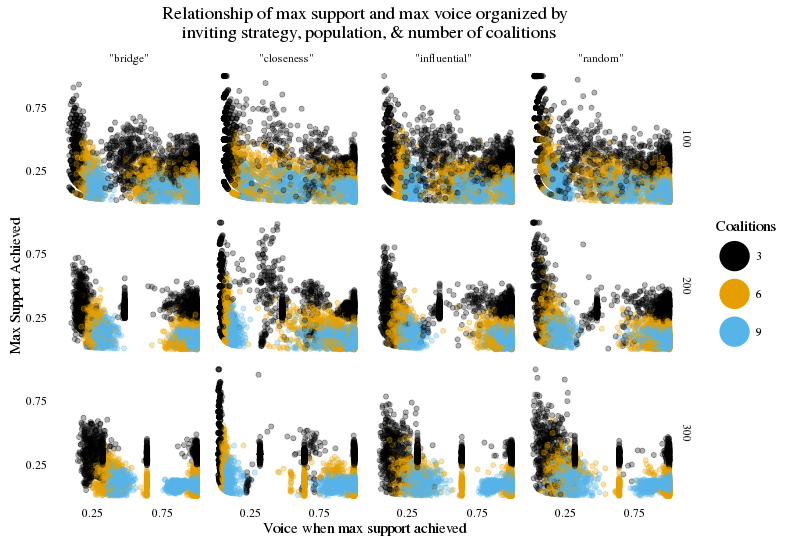 Relationship of max support and max voice organized by
inviting strategy, population, & number of coalitions
"bridge" "closeness" "influential" "random"
0.75
0.25
100
Max Support Achieved
0.75
0.25
200
0.75
0.25
300
0.25 0.75 0.25 0.75 0.25 0.75 0.25 0.75
Voice when max support achieved
Coalitions
3
6
9